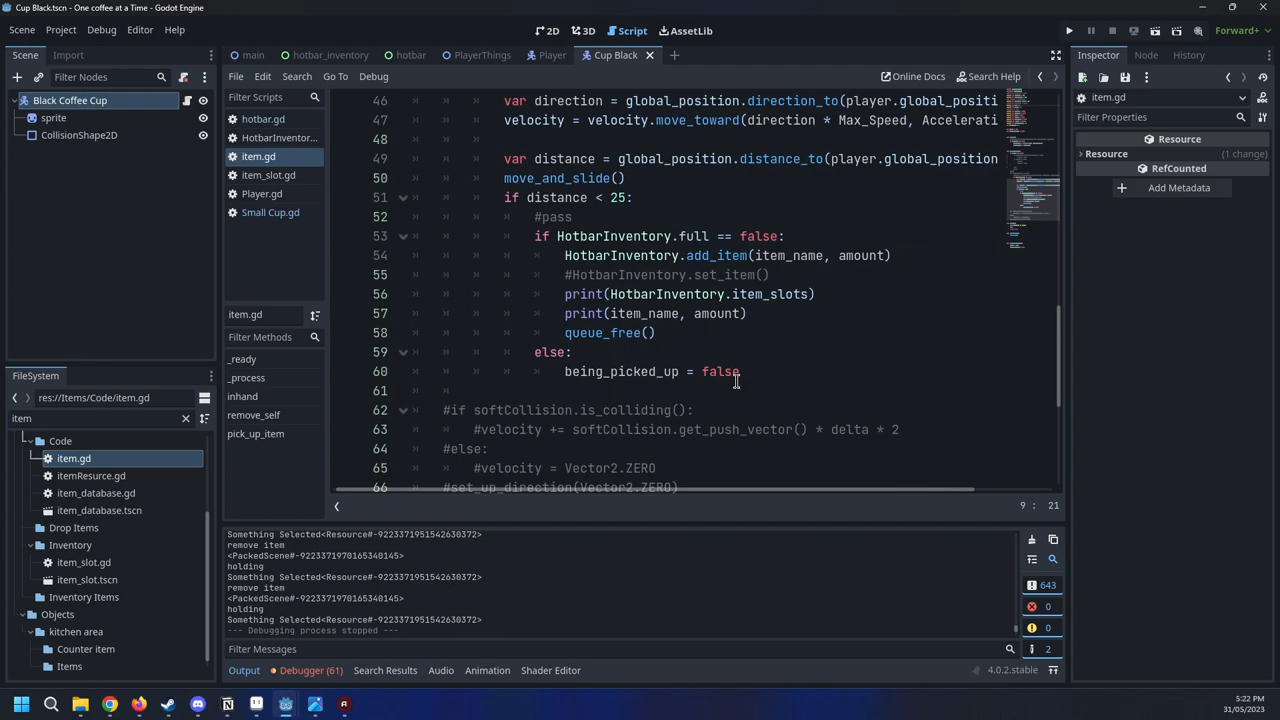 Cup Black.tscn - One coffee at a Time - Godot Engine
Scene Project Debug Editor Help
2D 3D Script AssetLib
Forward+
Scene Import
main hotbar_inventory hotbar PlayerThings Player Cup Black
Inspector Node History
Filter Nodes
File Edit Search Go To Debug
Online Docs Search Help
Black Coffee Cup
sprite
CollisionShape2D
Filter Scripts
hotbar.gd
HotbarInventor...
item.gd
item_slot.gd
Player.gd
Small Cup.gd
item.gd
Filter Methods
_ready
_process
inhand
remove_self
pick_up_item
46 var direction = global_position.direction_to(player.global_positi
47 velocity = velocity.move_toward(direction * Max_Speed, Accelerati
48
49 var distance = global_position.distance_to(player.global_position
50 move_and_slide()
51 if distance < 25:
52 #pass
53 if HotbarInventory.full == false:
54 HotbarInventory.add_item(item_name, amount)
55 #HotbarInventory.set_item()
56 print(HotbarInventory.item_slots)
57 print(item_name, amount)
58 queue_free()
59 else:
60 being_picked_up = false
61
62 #if softCollision.is_colliding():
63 #velocity += softCollision.get_push_vector() * delta * 2
64 #else:
65 #velocity = Vector2.ZERO
66 #set_up_direction(Vector2.ZERO)
9 : 21
item.gd
Filter Properties
Resource
Resource (1 change)
RefCounted
Add Metadata
FileSystem
res://Items/Code/item.gd
item
Code
item.gd
itemResurce.gd
item_database.gd
item_database.tscn
Drop Items
Inventory
item_slot.gd
item_slot.tscn
Inventory Items
Objects
kitchen area
Counter item
Items
Something Selected<Resource#-9223371951542630372>
remove item
<PackedScene#-9223371970165340145>
holding
Something Selected<Resource#-9223371951542630372>
remove item
<PackedScene#-9223371970165340145>
holding
Something Selected<Resource#-9223371951542630372>
--- Debugging process stopped ---
643
0
0
2
Filter Messages
Output Debugger (61) Search Results Audio Animation Shader Editor
4.0.2.stable
5:22 PM
31/05/2023